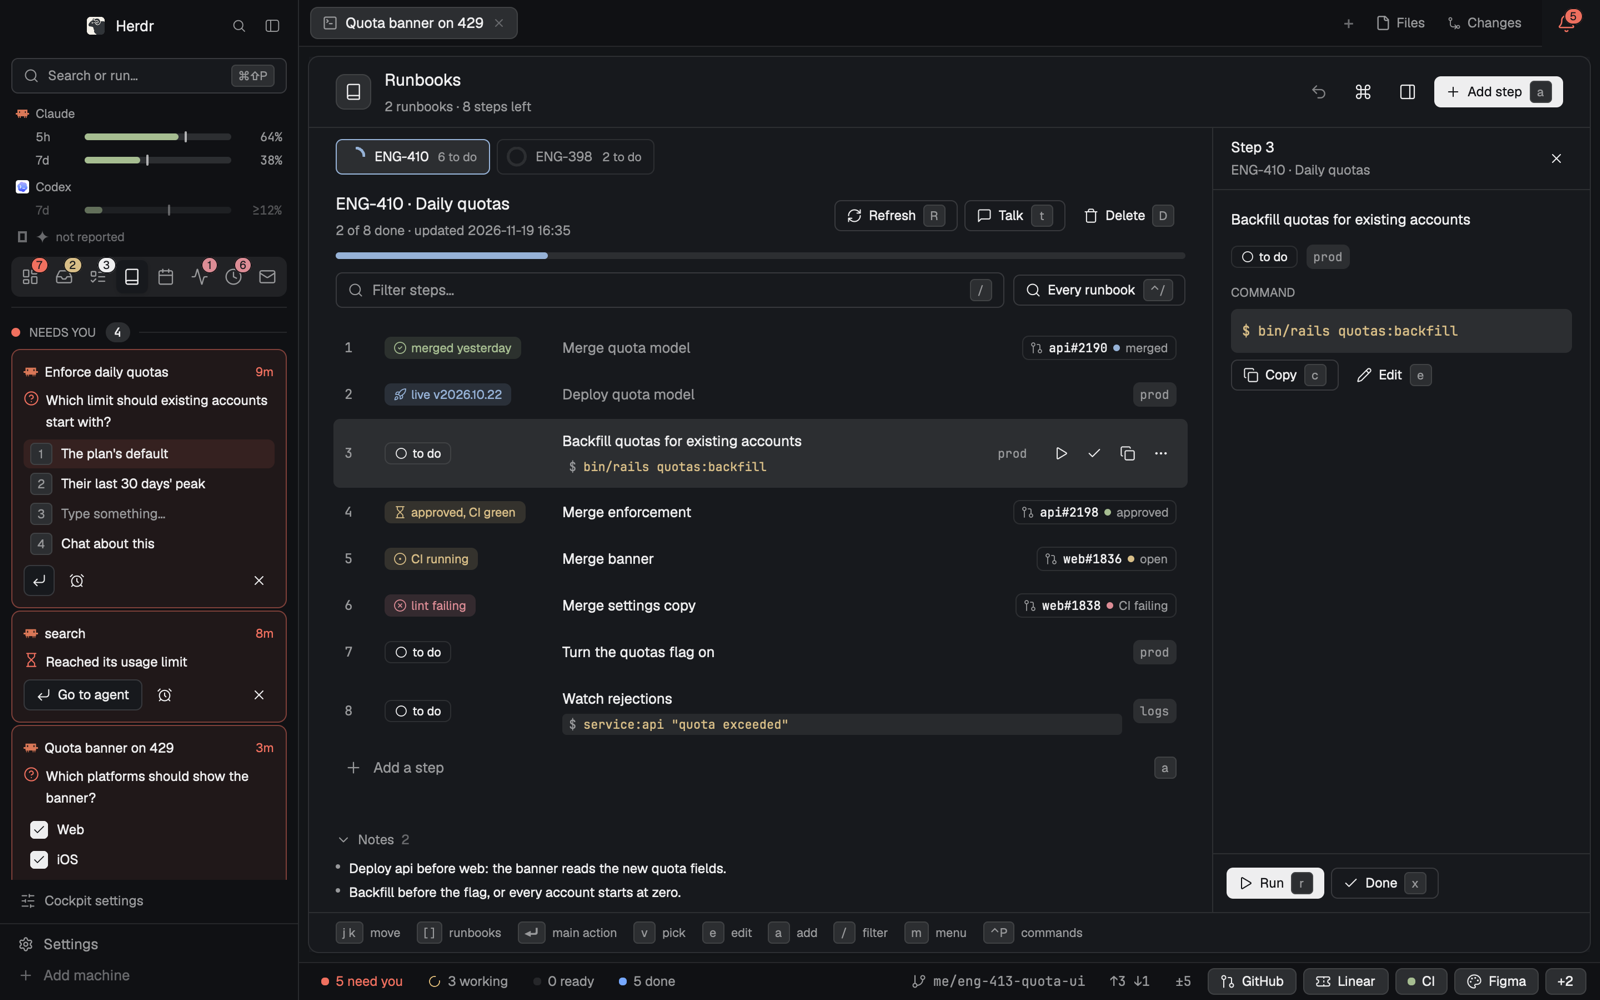 Herdr
Search or run... ⌘⇧P
Claude
5h 64%
7d 38%
Codex
7d ≥12%
not reported
7 2 3 1 6
NEEDS YOU 4
Enforce daily quotas 9m
Which limit should existing accounts
start with?
1 The plan's default
2 Their last 30 days' peak
3 Type something...
4 Chat about this
search 8m
Reached its usage limit
Go to agent
Quota banner on 429 3m
Which platforms should show the
banner?
Web
iOS
Cockpit settings
Settings
Add machine
Quota banner on 429
Files
Changes
5
Runbooks
2 runbooks · 8 steps left
Add step a
ENG-410 6 to do
ENG-398 2 to do
ENG-410 · Daily quotas
2 of 8 done · updated 2026-11-19 16:35
Refresh R
Talk t
Delete D
Filter steps... /
Every runbook ^/
1 merged yesterday Merge quota model api#2190 merged
2 live v2026.10.22 Deploy quota model prod
3 to do Backfill quotas for existing accounts prod
$ bin/rails quotas:backfill
4 approved, CI green Merge enforcement api#2198 approved
5 CI running Merge banner web#1836 open
6 lint failing Merge settings copy web#1838 CI failing
7 to do Turn the quotas flag on prod
8 to do Watch rejections logs
$ service:api "quota exceeded"
+ Add a step a
Notes 2
• Deploy api before web: the banner reads the new quota fields.
• Backfill before the flag, or every account starts at zero.
j k move [ ] runbooks ↵ main action v pick e edit a add / filter m menu ^P commands
Step 3
ENG-410 · Daily quotas
Backfill quotas for existing accounts
to do prod
COMMAND
$ bin/rails quotas:backfill
Copy c
Edit e
Run r
Done x
5 need you 3 working 0 ready 5 done
me/eng-413-quota-ui ↑3 ↓1 ±5 GitHub Linear CI Figma +2